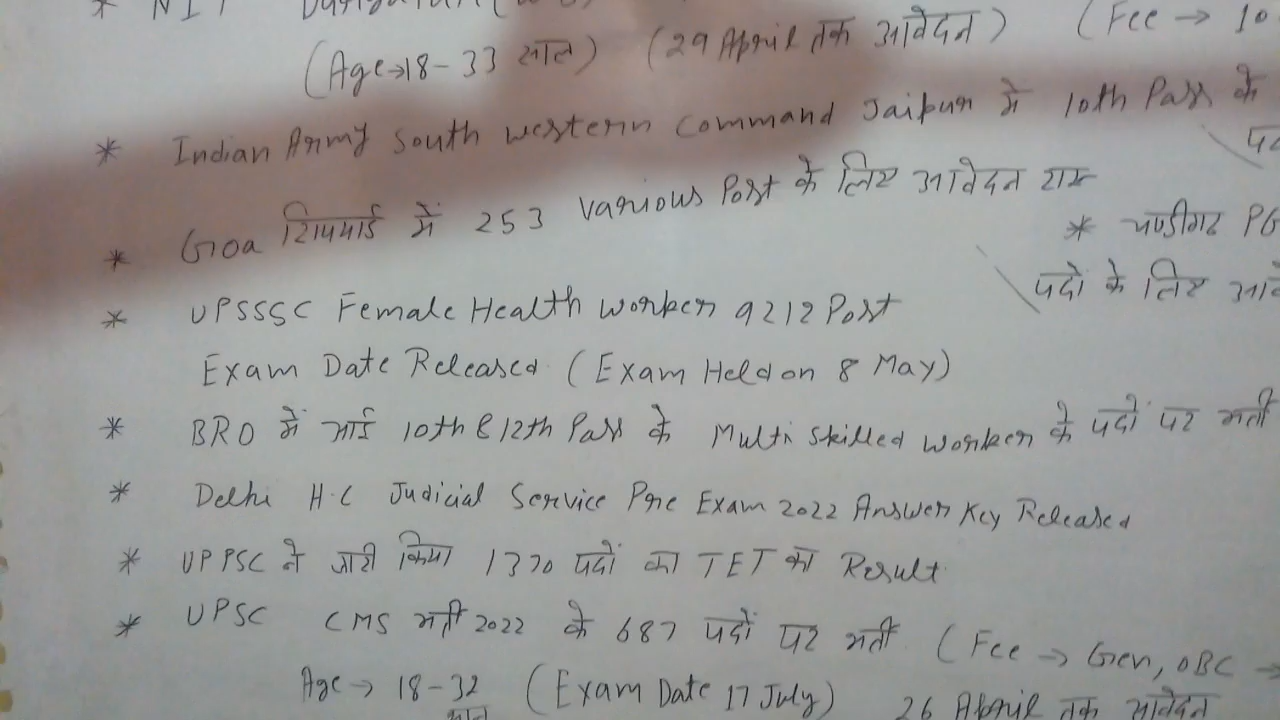 * NIT
(Age→18-33 साल) (29 April तक आवेदन) (Fee → 10
* Indian Army South Western Command Jaipur मे 10th Pass के
* Goa शिपयार्ड में 253 Various Post के लिए आवेदन शुरू
* चण्डीगढ PG
पदों के लिए आवे
* UPSSSC Female Health Worker 9212 Post
Exam Date Released (Exam Held on 8 May)
* BRO में आई 10th & 12th Pass के Multi Skilled Worker के पदों पर भर्ती
* Delhi H.C Judicial Service Pre Exam 2022 Answer Key Released
* UPPSC ने जारी किया 1370 पदों का TET का Result
* UPSC CMS भर्ती 2022 के 687 पदों पर भर्ती (Fee → Gen, OBC →
Age → 18-32 साल (Exam Date 17 July) 26 April तक आवेदन